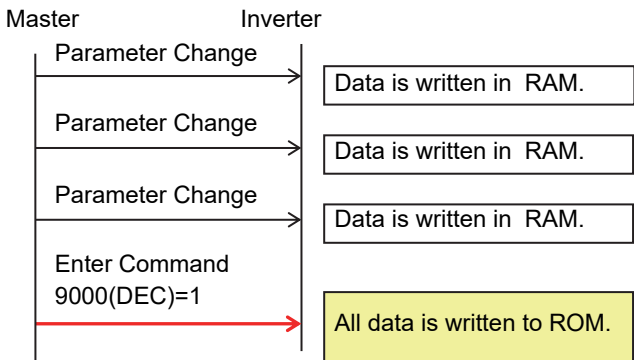 Master
Inverter
Parameter Change
Data is written in RAM.
Parameter Change
Data is written in RAM.
Parameter Change
Data is written in RAM.
Enter Command
9000(DEC)=1
All data is written to ROM.